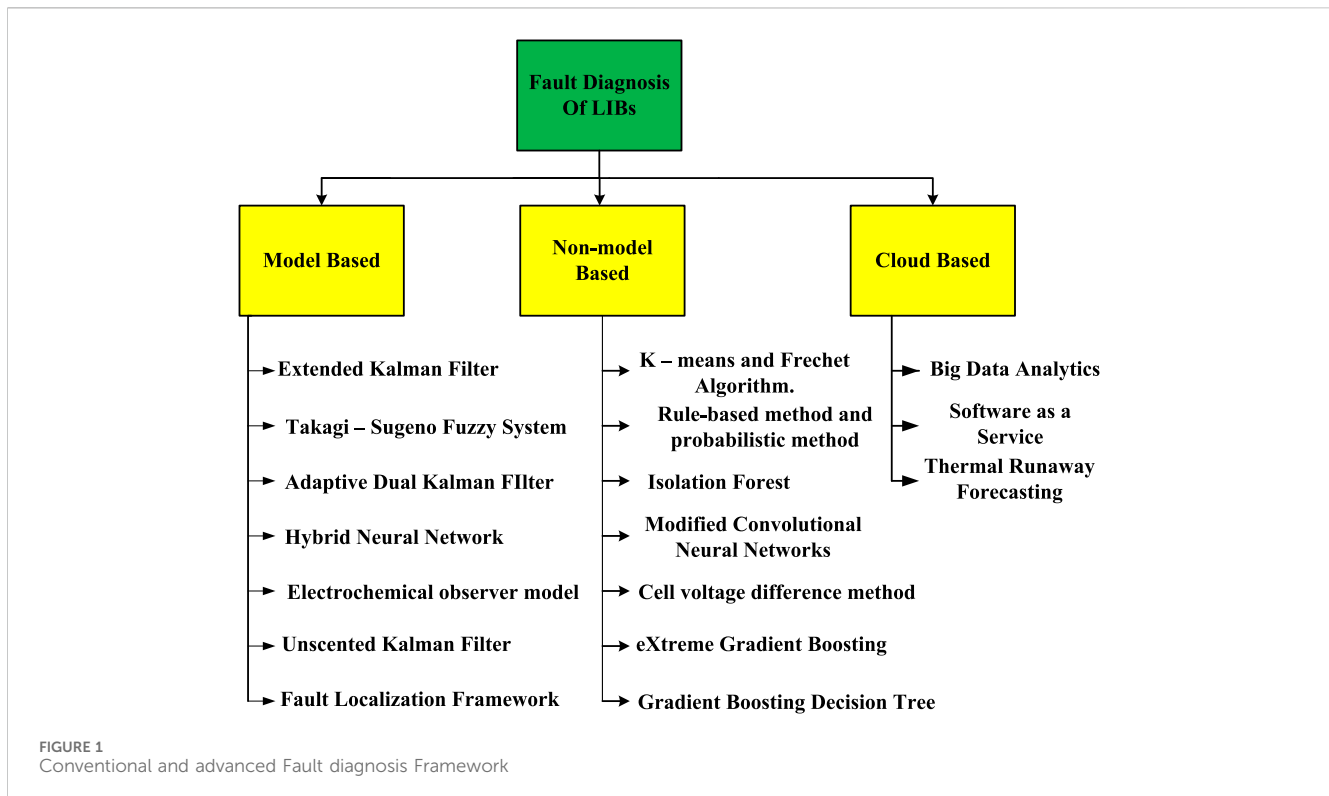 Fault Diagnosis
Of LIBs
Model Based
Non-model
Based
Cloud Based
Extended Kalman Filter
Takagi – Sugeno Fuzzy System
Adaptive Dual Kalman FIlter
Hybrid Neural Network
Electrochemical observer model
Unscented Kalman Filter
Fault Localization Framework
K – means and Frechet
Algorithm.
Rule-based method and
probabilistic method
Isolation Forest
Modified Convolutional
Neural Networks
Cell voltage difference method
eXtreme Gradient Boosting
Gradient Boosting Decision Tree
Big Data Analytics
Software as a
Service
Thermal Runaway
Forecasting
FIGURE 1
Conventional and advanced Fault diagnosis Framework